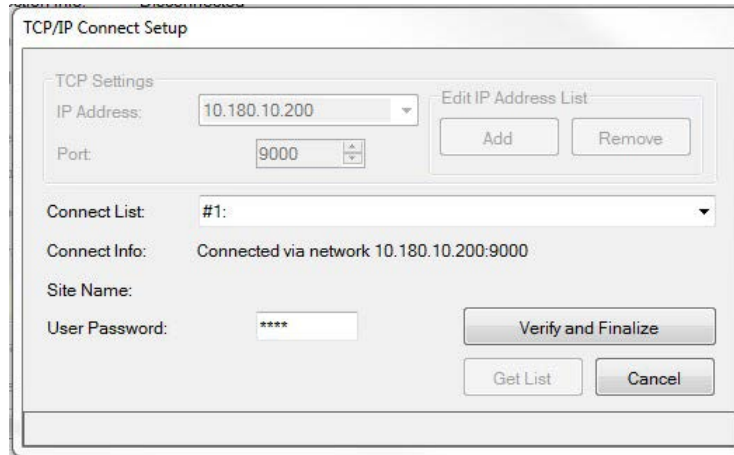 TCP/IP Connect Setup
TCP Settings
IP Address: 10.180.10.200
Edit IP Address List
Add Remove
Port: 9000
Connect List: #1:
Connect Info: Connected via network 10.180.10.200:9000
Site Name:
User Password: ****
Verify and Finalize
Get List Cancel